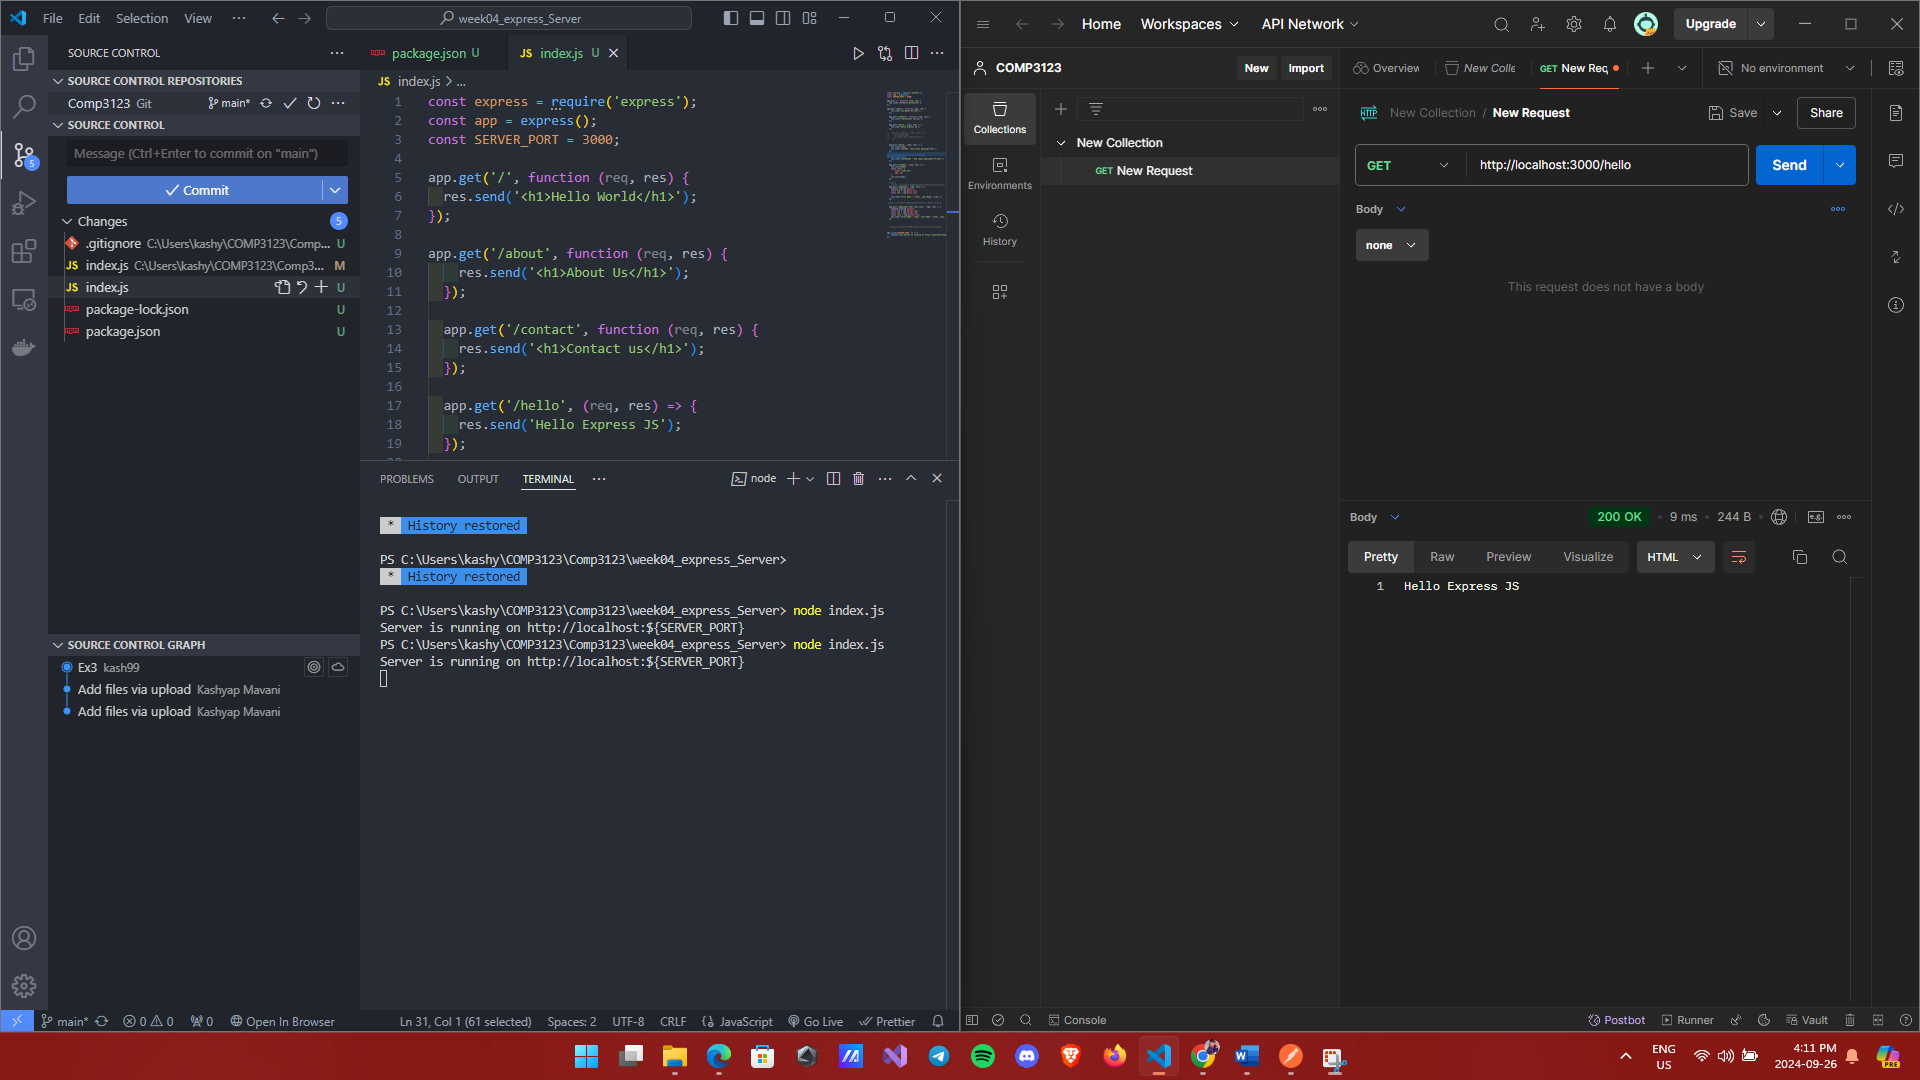 File Edit Selection View ··· week04_express_Server
SOURCE CONTROL
SOURCE CONTROL REPOSITORIES
Comp3123 Git main*
SOURCE CONTROL
Message (Ctrl+Enter to commit on "main")
Commit
Changes 5
.gitignore C:\Users\kashy\COMP3123\Comp... U
index.js C:\Users\kashy\COMP3123\Comp3... M
index.js U
package-lock.json U
package.json U
SOURCE CONTROL GRAPH
Ex3 kash99
Add files via upload Kashyap Mavani
Add files via upload Kashyap Mavani
5
package.json U
JS index.js U
JS index.js > ...
1 const express = require('express');
2 const app = express();
3 const SERVER_PORT = 3000;
4
5 app.get('/', function (req, res) {
6 res.send('<h1>Hello World</h1>');
7 });
8
9 app.get('/about', function (req, res) {
10 res.send('<h1>About Us</h1>');
11 });
12
13 app.get('/contact', function (req, res) {
14 res.send('<h1>Contact us</h1>');
15 });
16
17 app.get('/hello', (req, res) => {
18 res.send('Hello Express JS');
19 });
PROBLEMS OUTPUT TERMINAL ··· node
* History restored
PS C:\Users\kashy\COMP3123\Comp3123\week04_express_Server>
* History restored
PS C:\Users\kashy\COMP3123\Comp3123\week04_express_Server> node index.js
Server is running on http://localhost:${SERVER_PORT}
PS C:\Users\kashy\COMP3123\Comp3123\week04_express_Server> node index.js
Server is running on http://localhost:${SERVER_PORT}
main* 0 0 0 Open In Browser Ln 31, Col 1 (61 selected) Spaces: 2 UTF-8 CRLF {} JavaScript Go Live Prettier
Home Workspaces API Network Upgrade
COMP3123 New Import
Overview New Colle GET New Req No environment
Collections
Environments
History
New Collection
GET New Request
HTTP New Collection / New Request Save Share
GET http://localhost:3000/hello Send
Body
none
This request does not have a body
Body 200 OK 9 ms 244 B e.g.
Pretty Raw Preview Visualize HTML
1 Hello Express JS
Console Postbot Runner Vault
ENG
US
4:11 PM
2024-09-26
PRE